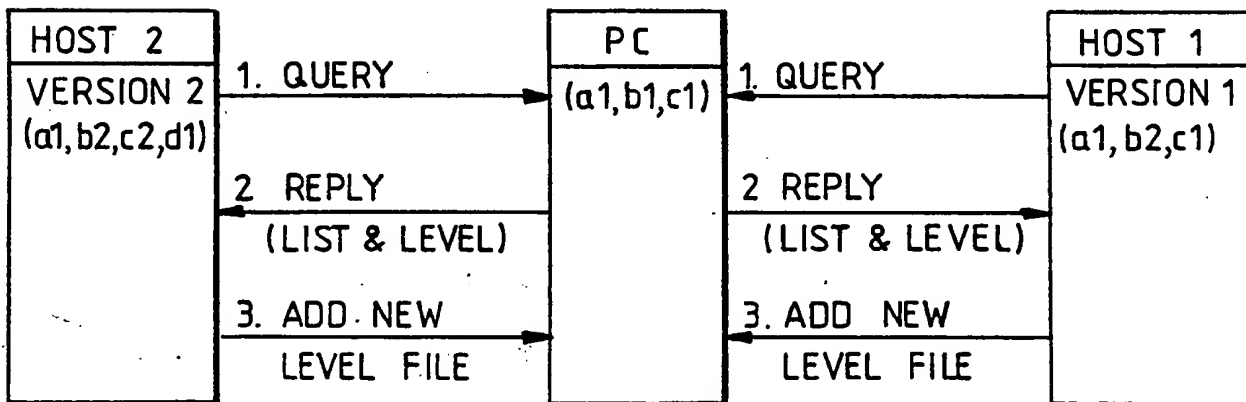 HOST 2
VERSION 2
(a1,b2,c2,d1)
1. QUERY
2 REPLY
(LIST & LEVEL)
3. ADD NEW
LEVEL FILE
PC
(a1,b1,c1)
1. QUERY
2 REPLY
(LIST & LEVEL)
3. ADD NEW
LEVEL FILE
HOST 1
VERSION 1
(a1,b2,c1)